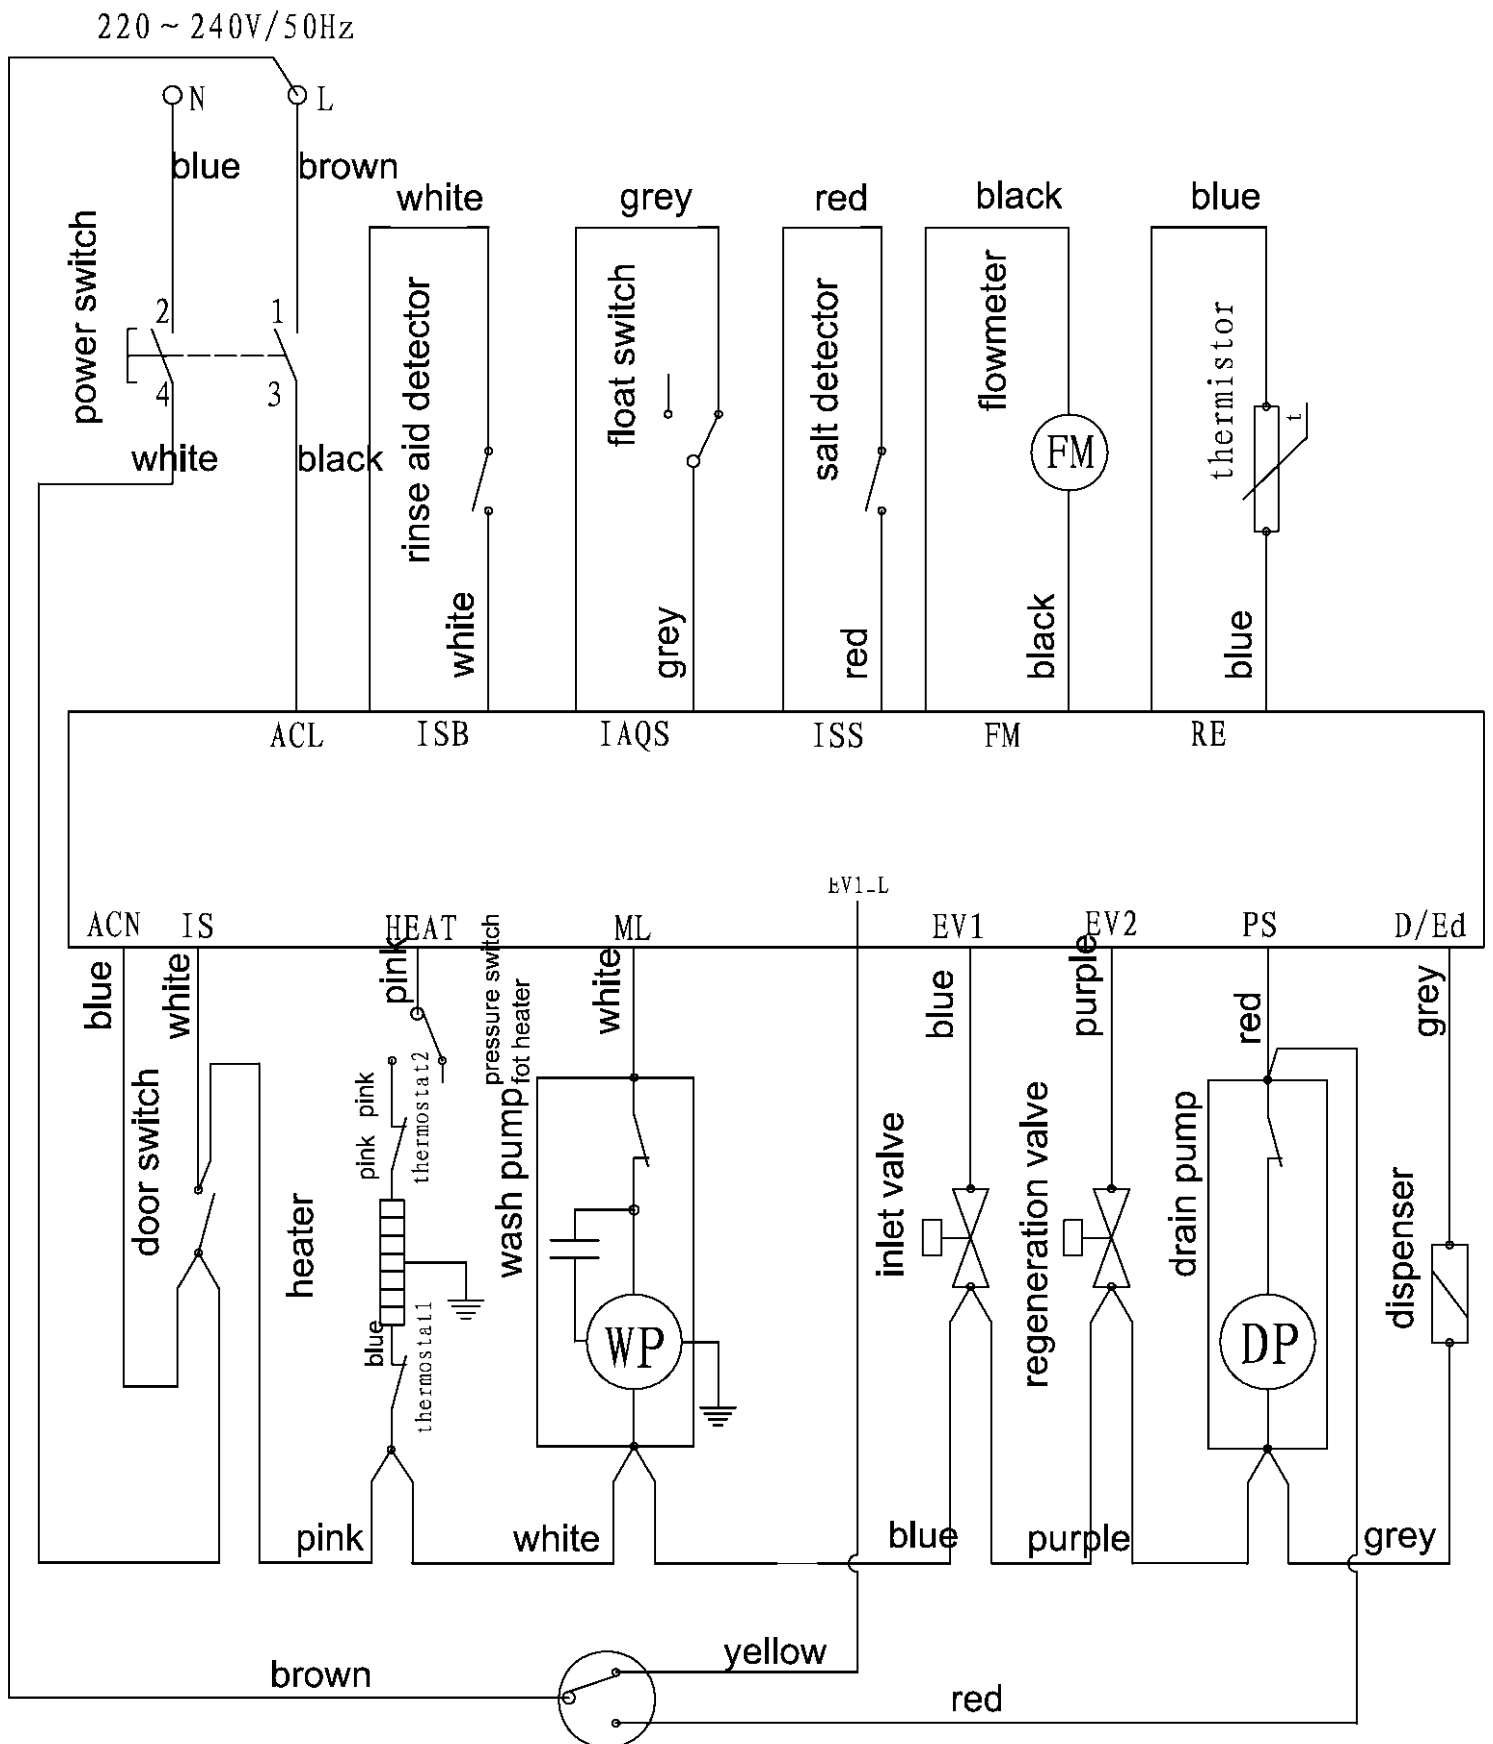 220～240V/50Hz
N
L
blue
brown
white
grey
red
black
blue
power switch
2
1
4
3
white
black
rinse aid detector
float switch
salt detector
flowmeter
FM
thermistor
t
white
grey
red
black
blue
ACL
ISB
IAQS
ISS
FM
RE
EV1_L
ACN
IS
HEAT
ML
EV1
EV2
PS
D/Ed
blue
white
pink
pressure switch
fot heater
white
blue
purple
red
grey
door switch
pink
pink
thermostat2
heater
blue
thermostat1
wash pump
WP
inlet valve
regeneration valve
drain pump
DP
dispenser
pink
white
blue
purple
grey
brown
yellow
red